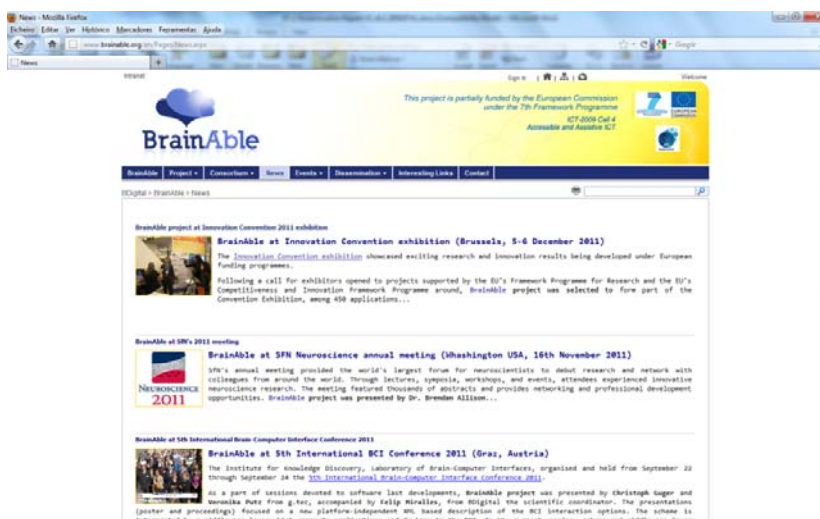 News - Mozilla Firefox
Ficheiro Editar Ver Histórico Marcadores Ferramentas Ajuda
www.brainable.org/en/Pages/News.aspx
Google
News
Intranet
Sign in
Welcome
BrainAble
This project is partially funded by the European Commission
under the 7th Framework Programme
ICT-2009 Call 4
Accessible and Assistive ICT
BrainAble Project Consortium News Events Dissemination Interesting Links Contact
BDigital > BrainAble > News
BrainAble project at Innovation Convention 2011 exhibition
BrainAble at Innovation Convention exhibition (Brussels, 5-6 December 2011)
The Innovation Convention exhibition showcased exciting research and innovation results being developed under European
funding programmes.
Following a call for exhibitors opened to projects supported by the EU's Framework Programme for Research and the EU's
Competitiveness and Innovation Framework Programme around, BrainAble project was selected to form part of the
Convention Exhibition, among 450 applications...
BrainAble at SfN's 2011 meeting
BrainAble at SFN Neuroscience annual meeting (Whashington USA, 16th November 2011)
NEUROSCIENCE
2011
SfN's annual meeting provided the world's largest forum for neuroscientists to debut research and network with
colleagues from around the world. Through lectures, symposia, workshops, and events, attendees experienced innovative
neuroscience research. The meeting featured thousands of abstracts and provides networking and professional development
opportunities. BrainAble project was presented by Dr. Brendan Allison...
BrainAble at 5th International Brain-Computer Interface Conference 2011
BrainAble at 5th International BCI Conference 2011 (Graz, Austria)
The Institute for Knowledge Discovery, Laboratory of Brain-Computer Interfaces, organised and held from September 22
through September 24 the 5th International Brain-Computer Interface Conference 2011.
As a part of sessions devoted to software last developments, BrainAble project was presented by Christoph Guger and
Veronika Putz from g.tec, accompanied by Felip Miralles, from BDigital the scientific coordinator. The presentations
(poster and proceedings) focused on a new platform-independent XML based description of the BCI interaction options. The scheme is